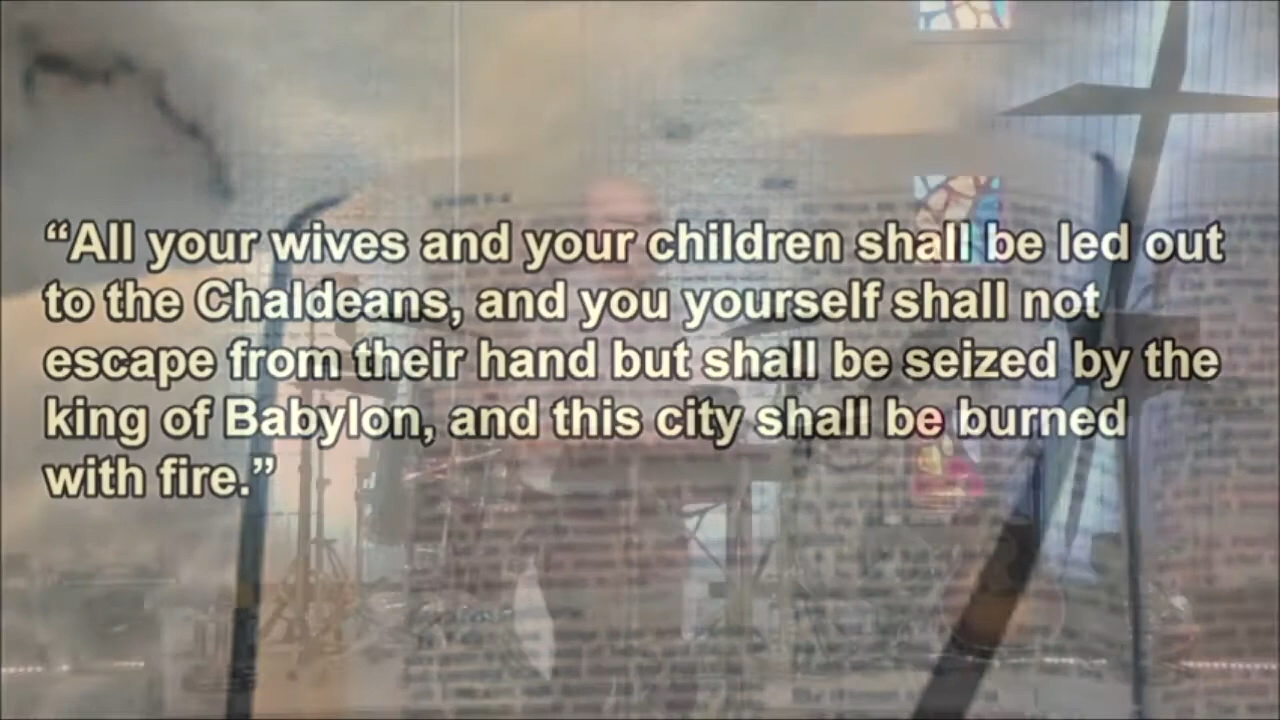 “All your wives and your children shall be led out
to the Chaldeans, and you yourself shall not
escape from their hand but shall be seized by the
king of Babylon, and this city shall be burned
with fire.”